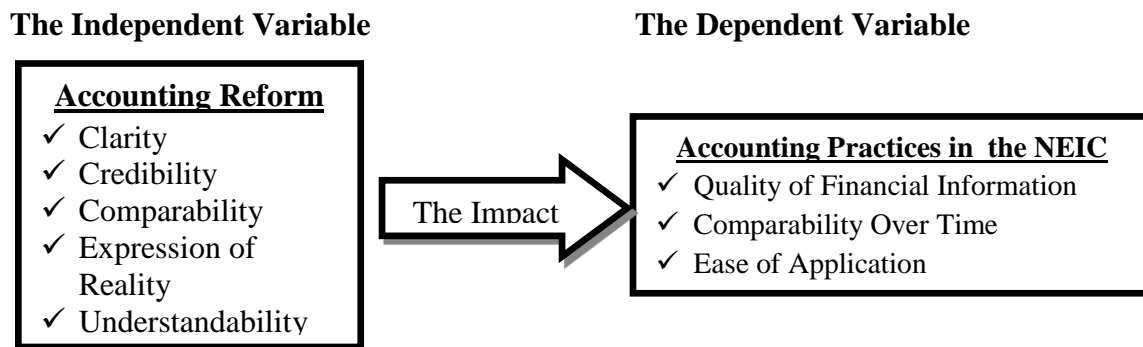 The Independent Variable
The Dependent Variable
Accounting Reform
✓ Clarity
✓ Credibility
✓ Comparability
✓ Expression of
Reality
✓ Understandability
The Impact
Accounting Practices in the NEIC
✓ Quality of Financial Information
✓ Comparability Over Time
✓ Ease of Application